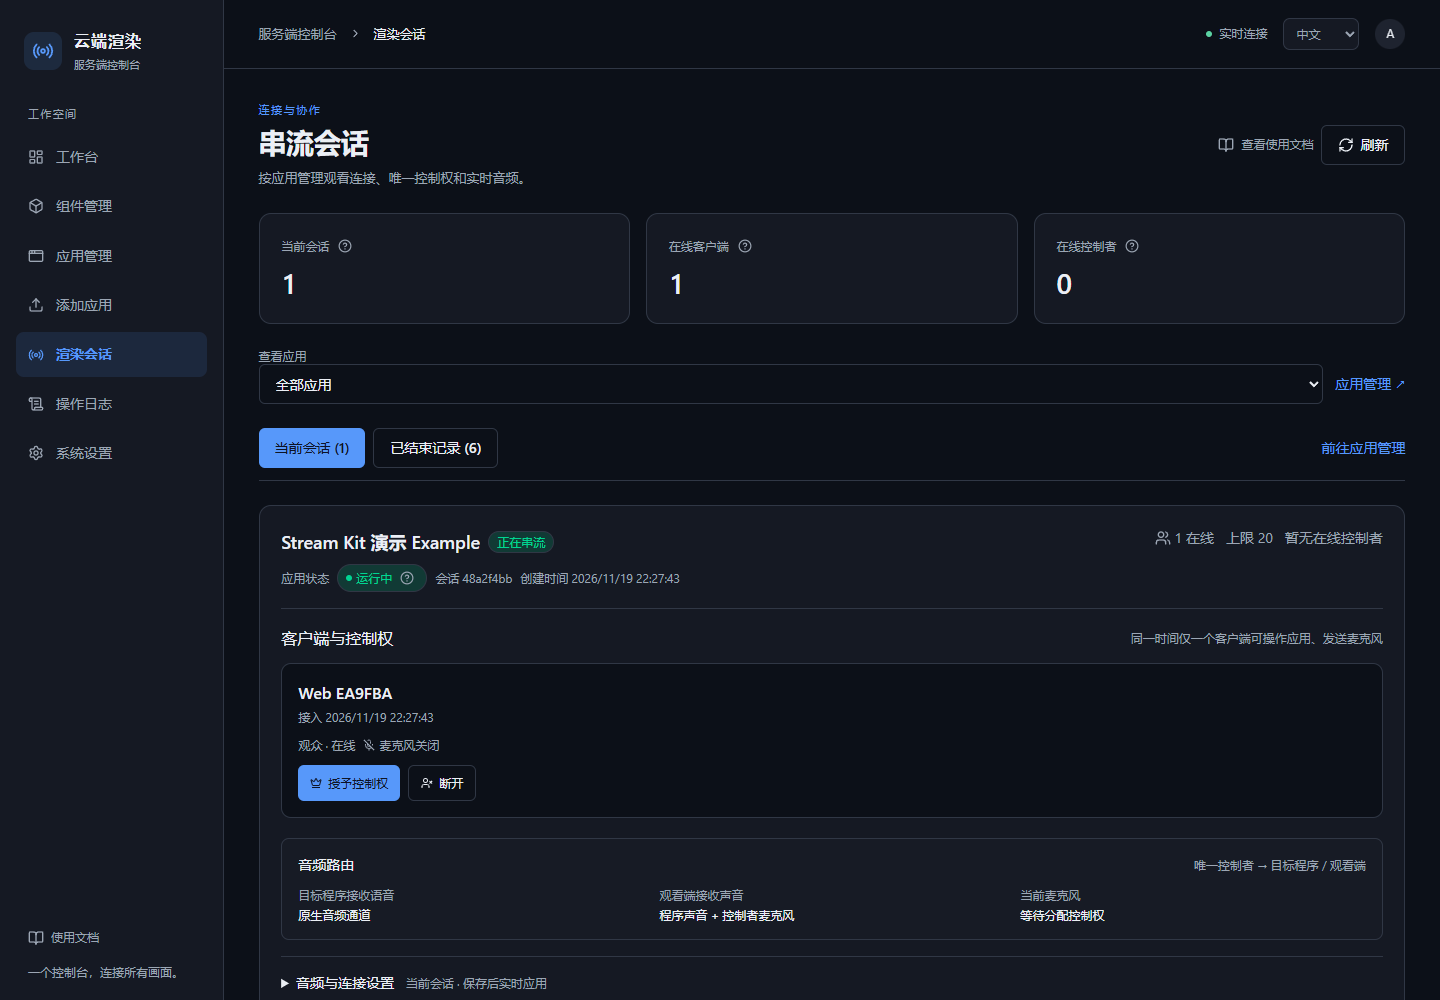 云端渲染
服务端控制台
工作空间
工作台
组件管理
应用管理
添加应用
渲染会话
操作日志
系统设置
使用文档
一个控制台，连接所有画面。
服务端控制台 › 渲染会话
实时连接
中文
A
连接与协作
串流会话
按应用管理观看连接、唯一控制权和实时音频。
查看使用文档
刷新
当前会话
1
在线客户端
1
在线控制者
0
查看应用
全部应用
应用管理 ↗
当前会话 (1)
已结束记录 (6)
前往应用管理
Stream Kit 演示 Example 正在串流
1 在线 上限 20 暂无在线控制者
应用状态 运行中 会话 48a2f4bb 创建时间 2026/11/19 22:27:43
客户端与控制权
同一时间仅一个客户端可操作应用、发送麦克风
Web EA9FBA
接入 2026/11/19 22:27:43
观众 · 在线 麦克风关闭
授予控制权
断开
音频路由
唯一控制者 → 目标程序 / 观看端
目标程序接收语音
原生音频通道
观看端接收声音
程序声音 + 控制者麦克风
当前麦克风
等待分配控制权
▶ 音频与连接设置 当前会话 · 保存后实时应用